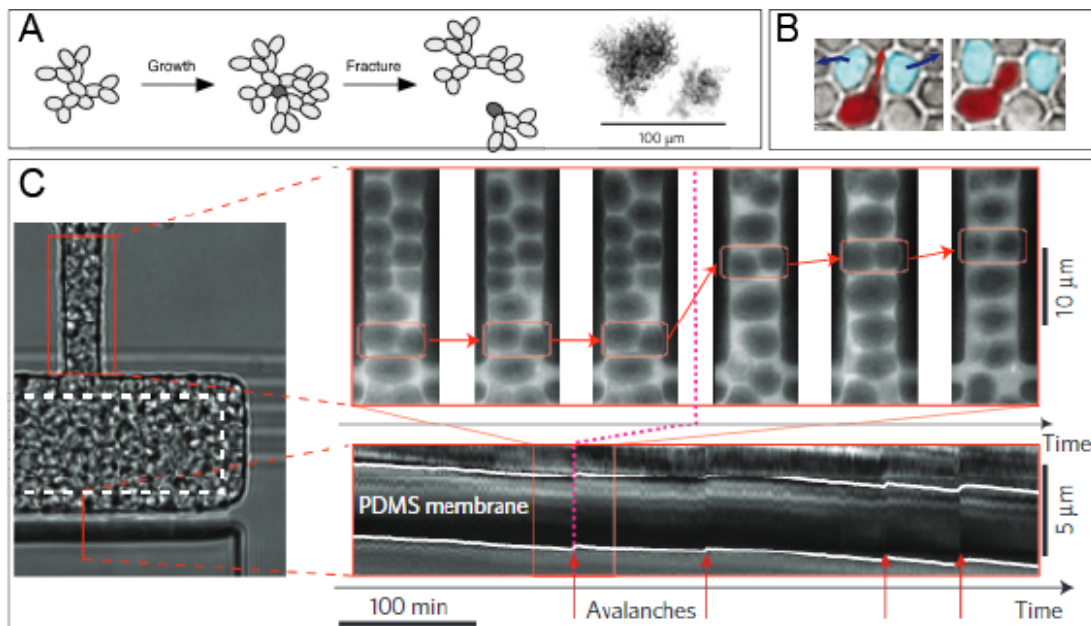 A
Growth
Fracture
100 μm
B
C
10 μm
Time
PDMS membrane
5 μm
100 min
Avalanches
Time